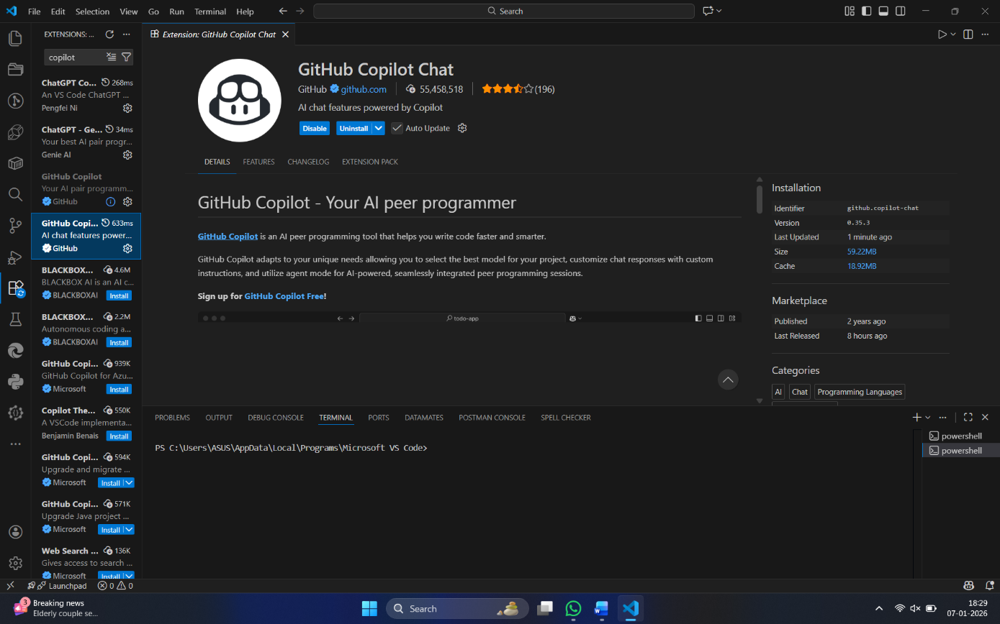 File Edit Selection View Go Run Terminal Help
Search
EXTENSIONS: ...
Extension: GitHub Copilot Chat
copilot
ChatGPT Co... 268ms
An VS Code ChatGPT ...
Pengfei Ni
ChatGPT - Ge... 34ms
Your best AI pair progr...
Genie AI
GitHub Copilot
Your AI pair programm...
GitHub
GitHub Copi... 633ms
AI chat features power...
GitHub
BLACKBOX... 4.6M
BLACKBOX AI is an AI c...
BLACKBOXAI Install
BLACKBOX... 2.2M
Autonomous coding a...
BLACKBOXAI Install
GitHub Copi... 939K
GitHub Copilot for Azu...
Microsoft Install
Copilot The... 550K
A VSCode implementa...
Benjamin Benais Install
GitHub Copi... 594K
Upgrade and migrate ...
Microsoft Install
GitHub Copi... 571K
Upgrade Java project ...
Microsoft Install
Web Search ... 136K
Gives access to search ...
Microsoft Install
GitHub Copilot Chat
GitHub github.com 55,458,518 (196)
AI chat features powered by Copilot
Disable Uninstall Auto Update
DETAILS FEATURES CHANGELOG EXTENSION PACK
GitHub Copilot - Your AI peer programmer
GitHub Copilot is an AI peer programming tool that helps you write code faster and smarter.
GitHub Copilot adapts to your unique needs allowing you to select the best model for your project, customize chat responses with custom
instructions, and utilize agent mode for AI-powered, seamlessly integrated peer programming sessions.
Sign up for GitHub Copilot Free!
todo-app
Installation
Identifier github.copilot-chat
Version 0.35.3
Last Updated 1 minute ago
Size 59.22MB
Cache 18.92MB
Marketplace
Published 2 years ago
Last Released 8 hours ago
Categories
AI Chat Programming Languages
PROBLEMS OUTPUT DEBUG CONSOLE TERMINAL PORTS DATAMATES POSTMAN CONSOLE SPELL CHECKER
PS C:\Users\ASUS\AppData\Local\Programs\Microsoft VS Code>
powershell
powershell
Launchpad 0 0
3 Breaking news
Elderly couple se...
Search
18:29
07-01-2026